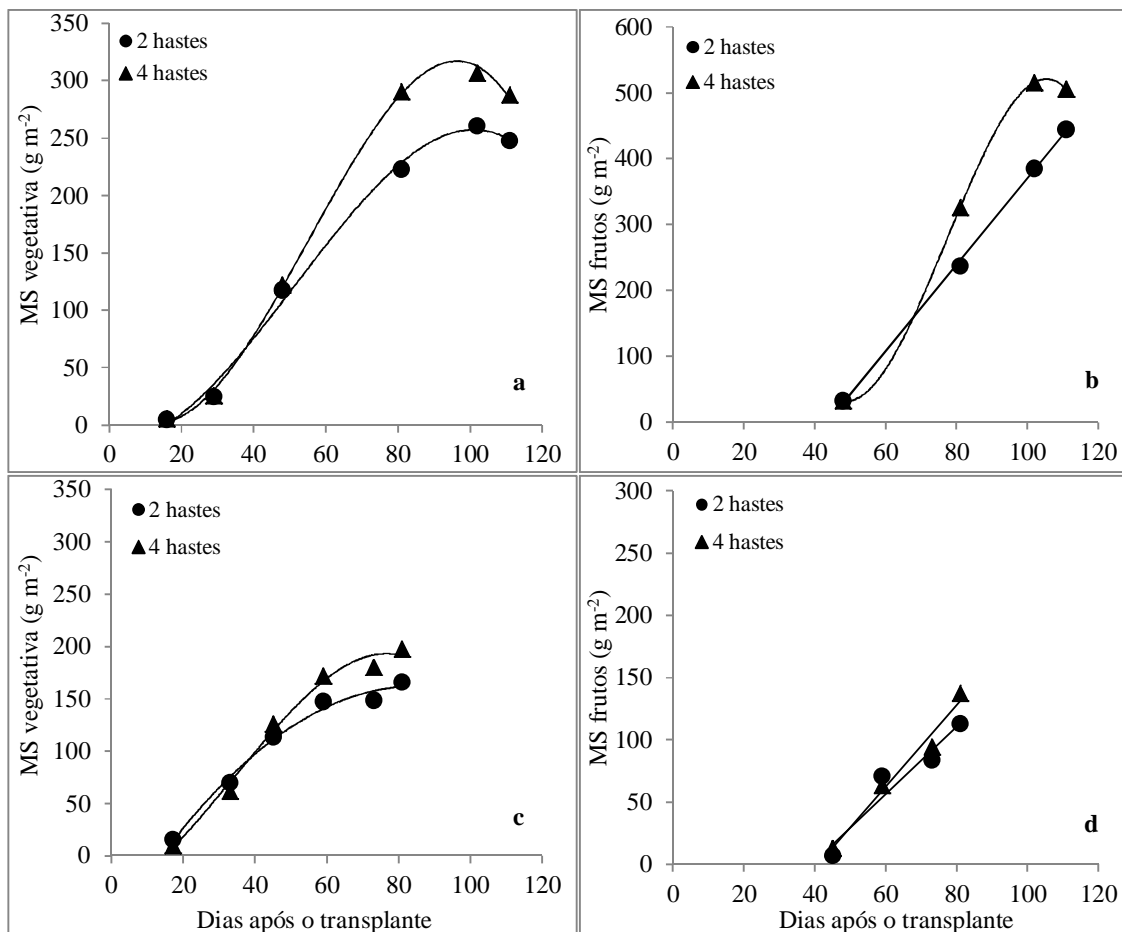 350
300
250
200
150
100
50
0
MS vegetativa (g m-2)
2 hastes
4 hastes
a
0 20 40 60 80 100 120
600
500
400
300
200
100
0
MS frutos (g m-2)
2 hastes
4 hastes
b
0 20 40 60 80 100 120
350
300
250
200
150
100
50
0
MS vegetativa (g m-2)
2 hastes
4 hastes
c
0 20 40 60 80 100 120
Dias após o transplante
300
250
200
150
100
50
0
MS frutos (g m-2)
2 hastes
4 hastes
d
0 20 40 60 80 100 120
Dias após o transplante